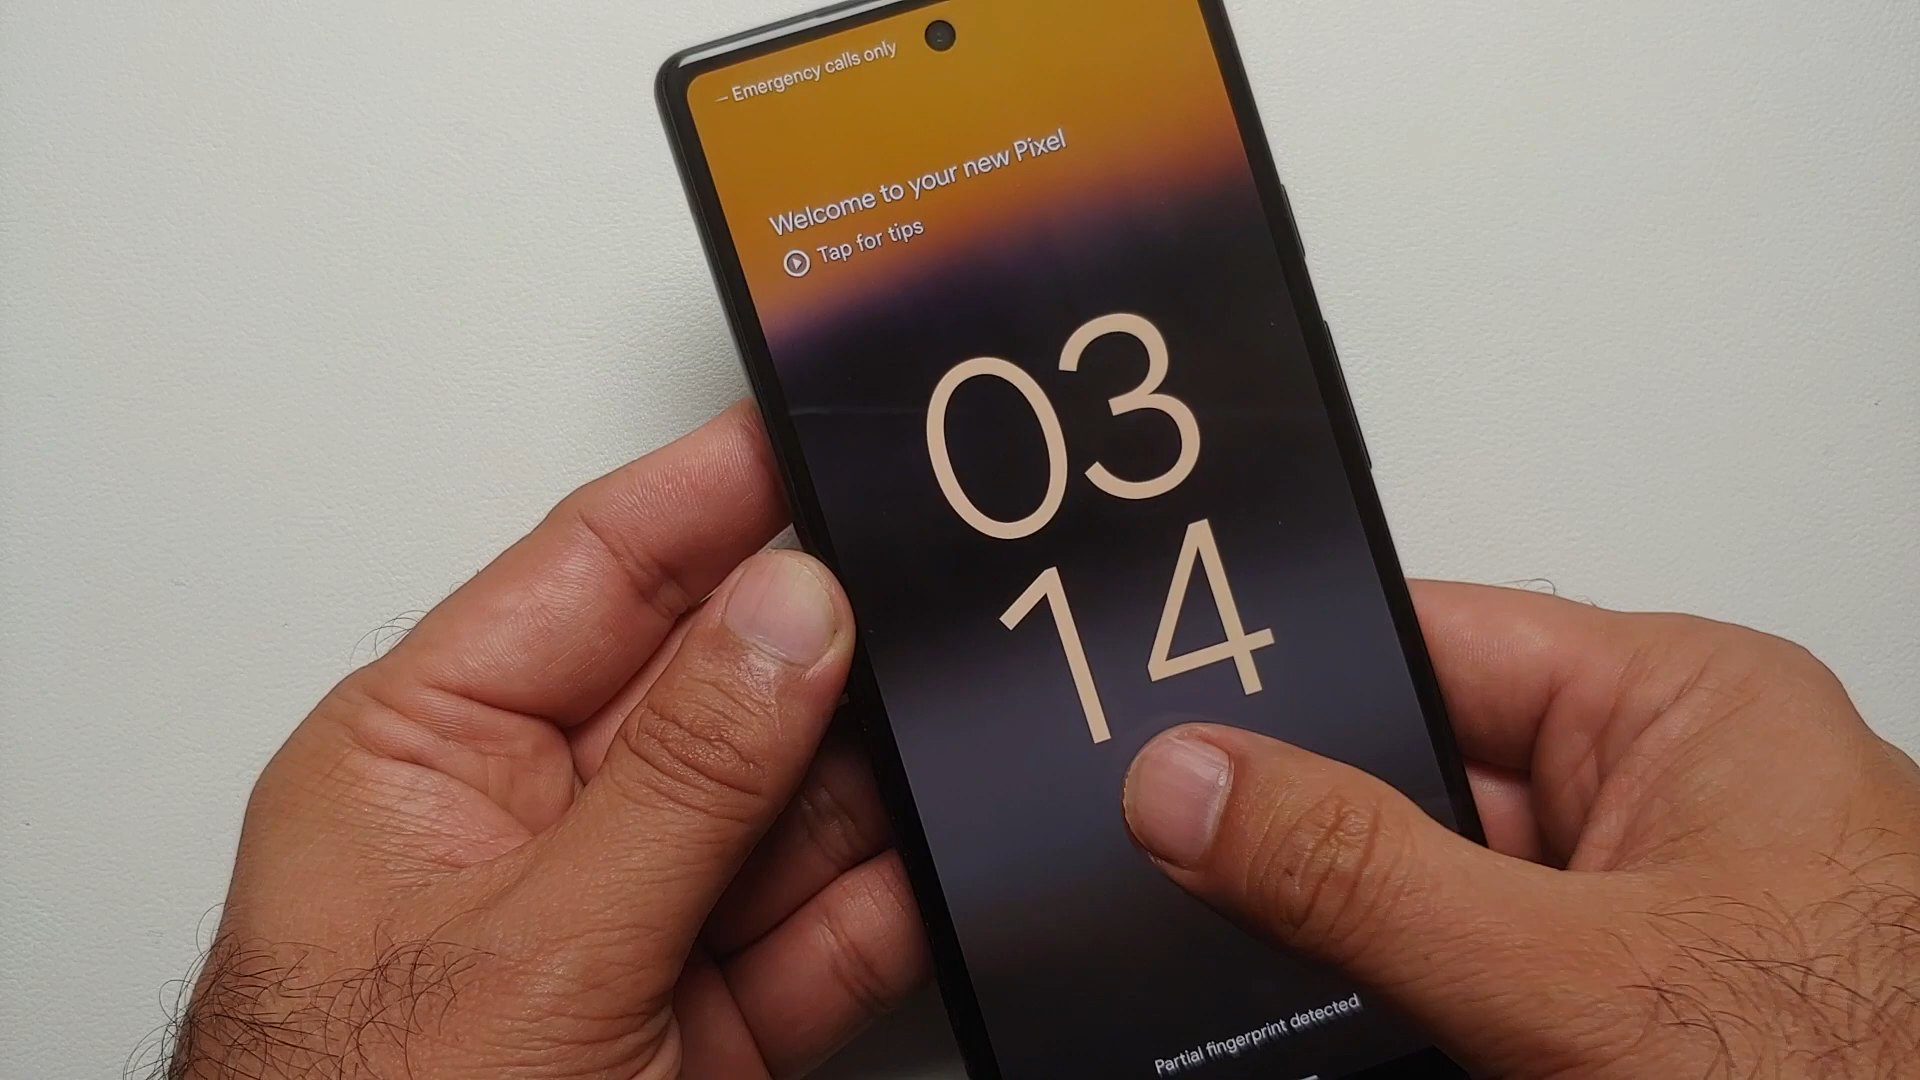 Emergency calls only
Welcome to your new Pixel
Tap for tips
03
14
Partial fingerprint detected